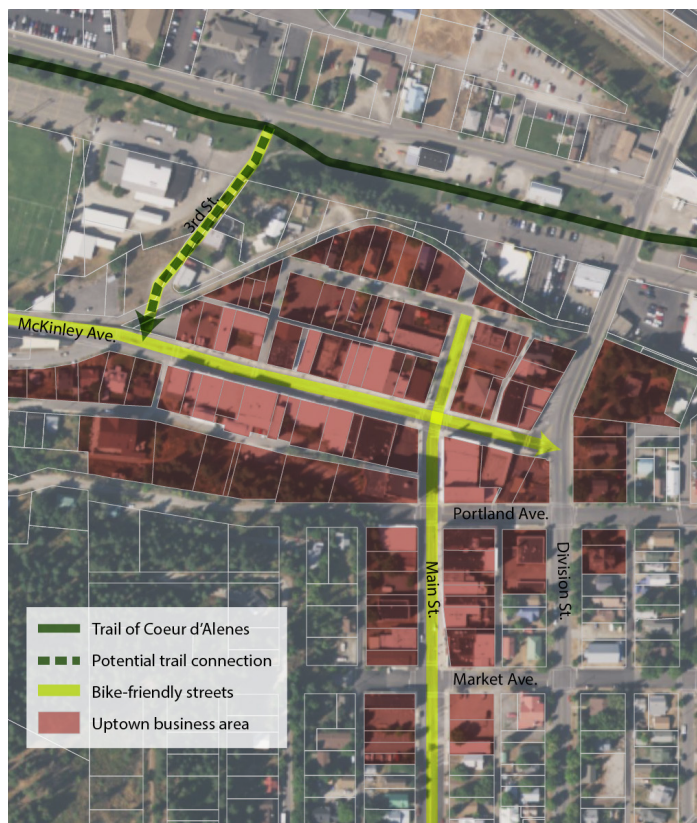 3rd St.
McKinley Ave.
Portland Ave.
Main St.
Division St.
Market Ave.
Trail of Coeur d'Alenes
Potential trail connection
Bike-friendly streets
Uptown business area